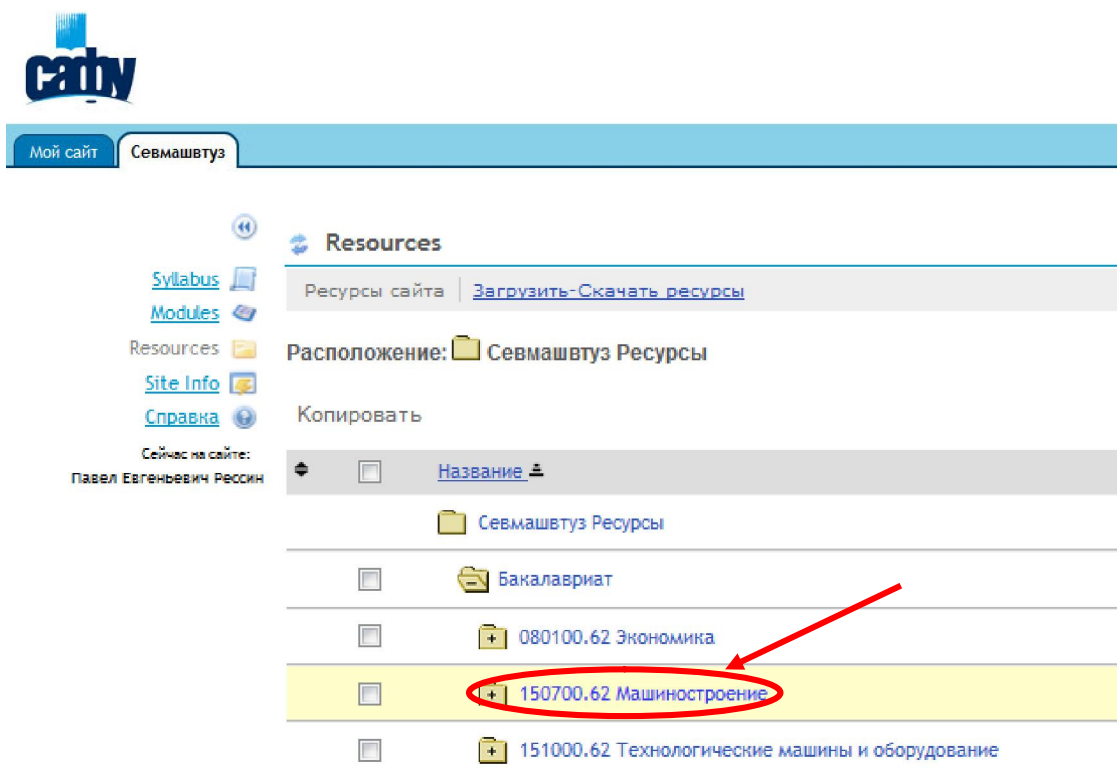 сафу
Мой сайт Севмашвтуз
Resources
Syllabus
Ресурсы сайта Загрузить-Скачать ресурсы
Modules
Resources
Расположение: Севмашвтуз Ресурсы
Site Info
Справка
Копировать
Сейчас на сайте:
Павел Евгеньевич Рессин
Название
Севмашвтуз Ресурсы
Бакалавриат
080100.62 Экономика
150700.62 Машиностроение
151000.62 Технологические машины и оборудование